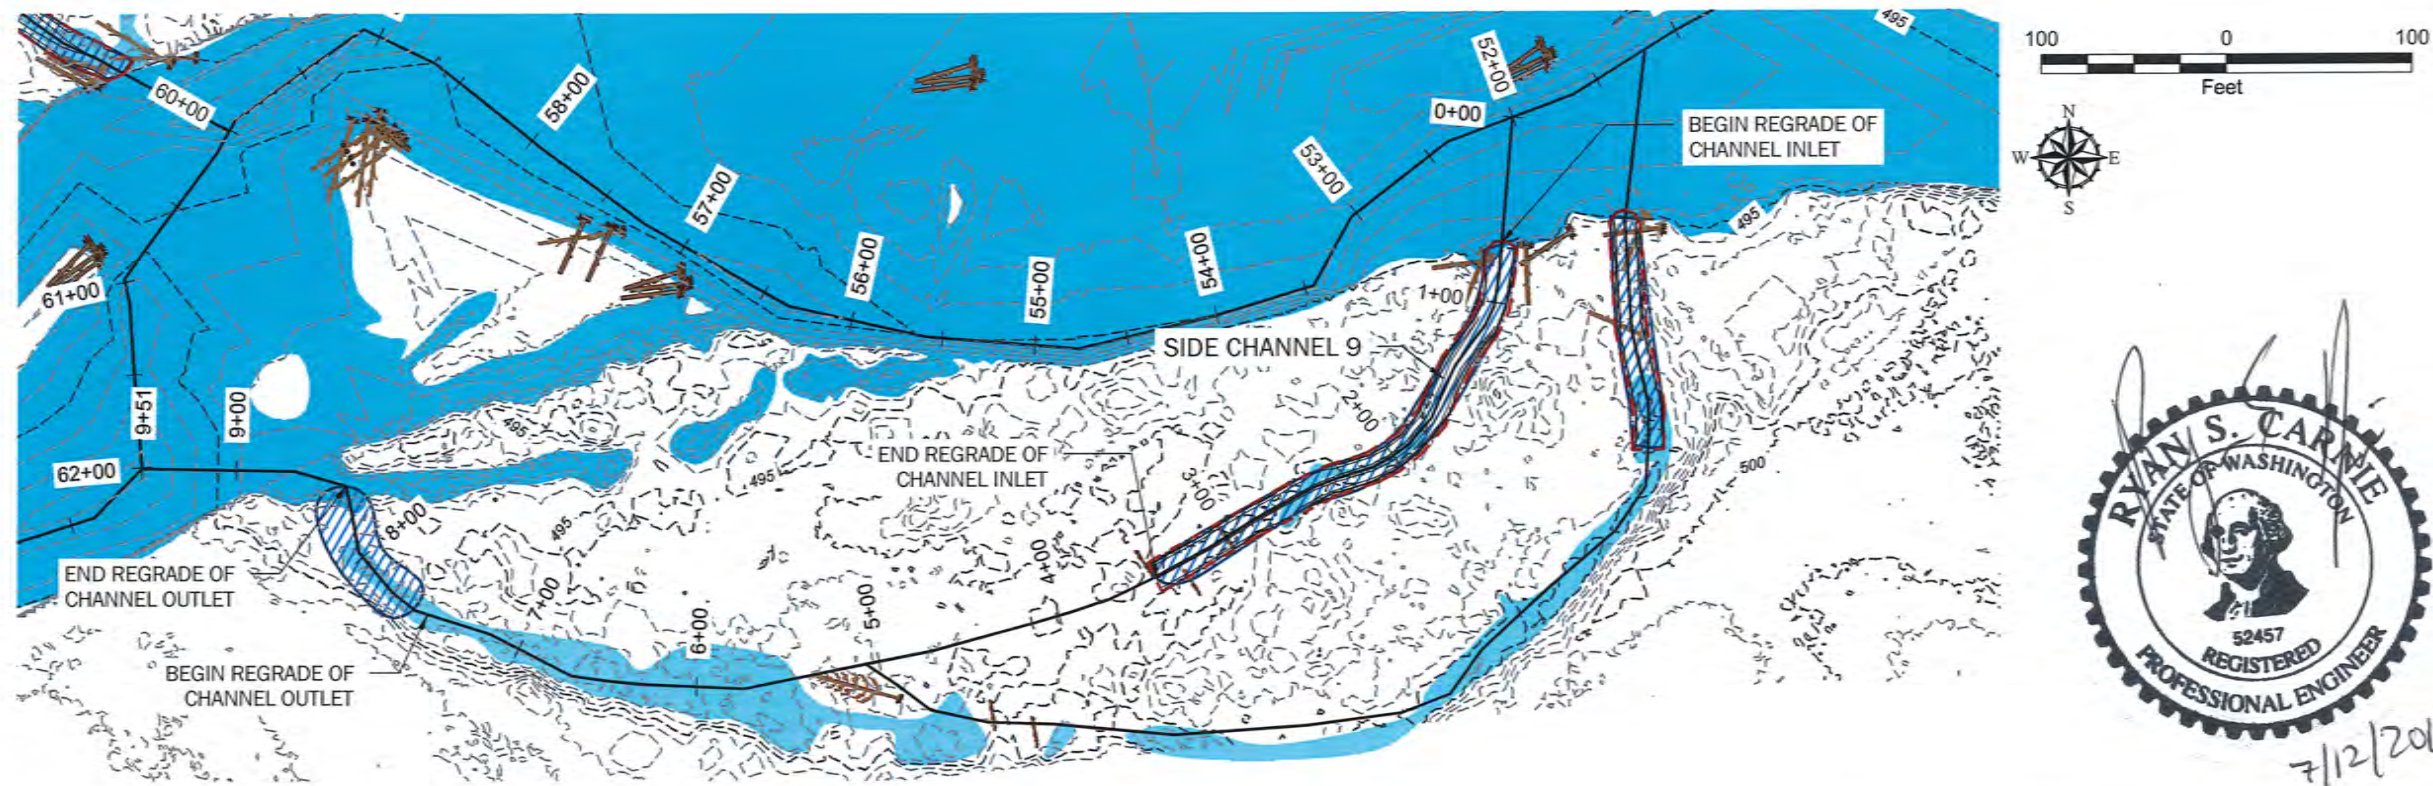 495
100 0 100
Feet
N
W E
S
60+00
58+00
52+00
0+00
BEGIN REGRADE OF
CHANNEL INLET
53+00
57+00
495
61+00
56+00
55+00
54+00
1+00
SIDE CHANNEL 9
9+51
9+00
2+00
495
62+00
END REGRADE OF
CHANNEL INLET
495
3+00
500
8+00
495
END REGRADE OF
CHANNEL OUTLET
7+00
6+00
5+00
4+00
BEGIN REGRADE OF
CHANNEL OUTLET
RYAN S. CARNIE
STATE OF WASHINGTON
52457
REGISTERED
PROFESSIONAL ENGINEER
7/12/201